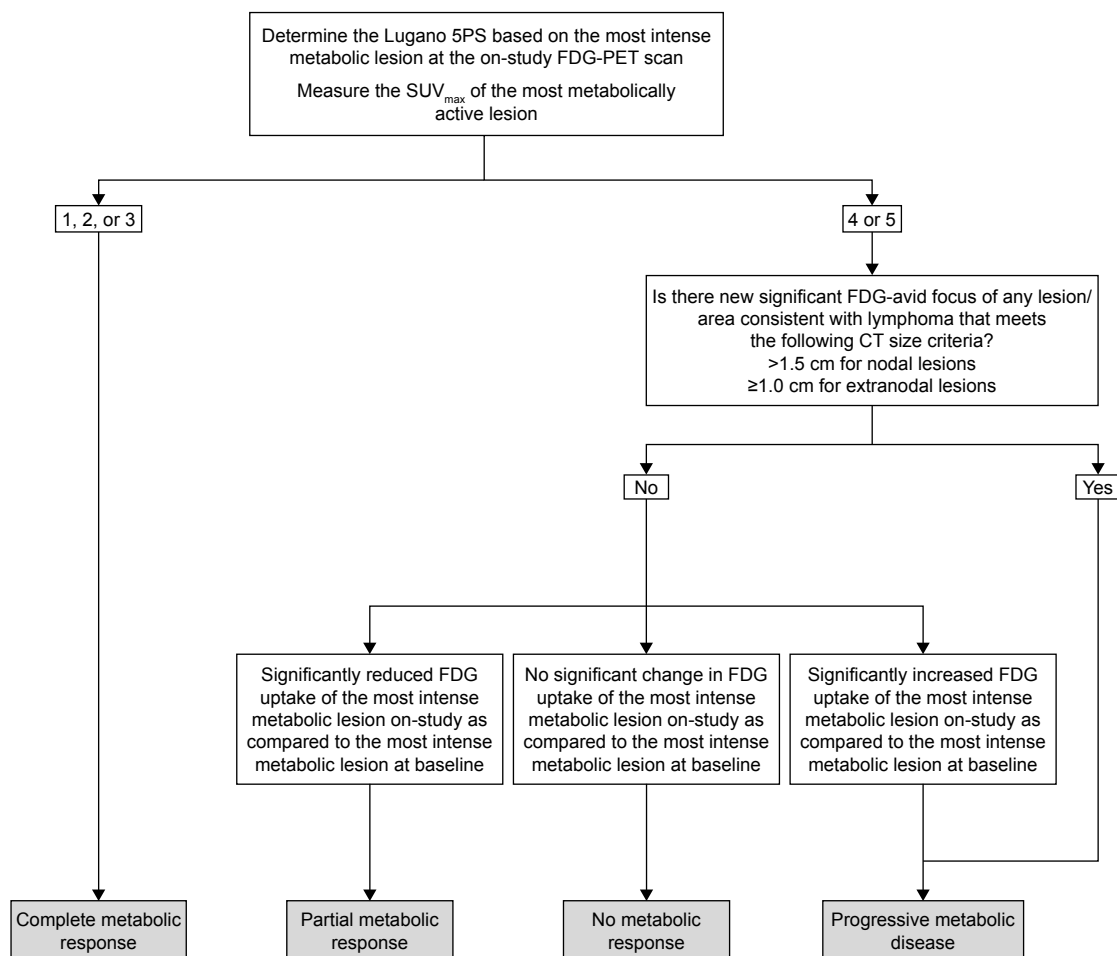 Determine the Lugano 5PS based on the most intense
metabolic lesion at the on-study FDG-PET scan
Measure the SUVmax of the most metabolically
active lesion
1, 2, or 3
4 or 5
Is there new significant FDG-avid focus of any lesion/
area consistent with lymphoma that meets
the following CT size criteria?
>1.5 cm for nodal lesions
≥1.0 cm for extranodal lesions
No
Yes
Significantly reduced FDG
uptake of the most intense
metabolic lesion on-study as
compared to the most intense
metabolic lesion at baseline
No significant change in FDG
uptake of the most intense
metabolic lesion on-study as
compared to the most intense
metabolic lesion at baseline
Significantly increased FDG
uptake of the most intense
metabolic lesion on-study as
compared to the most intense
metabolic lesion at baseline
Complete metabolic
response
Partial metabolic
response
No metabolic
response
Progressive metabolic
disease